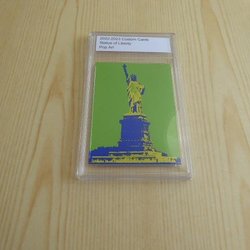 2022-2023 Custom Cards
Statue of Liberty
Pop Art